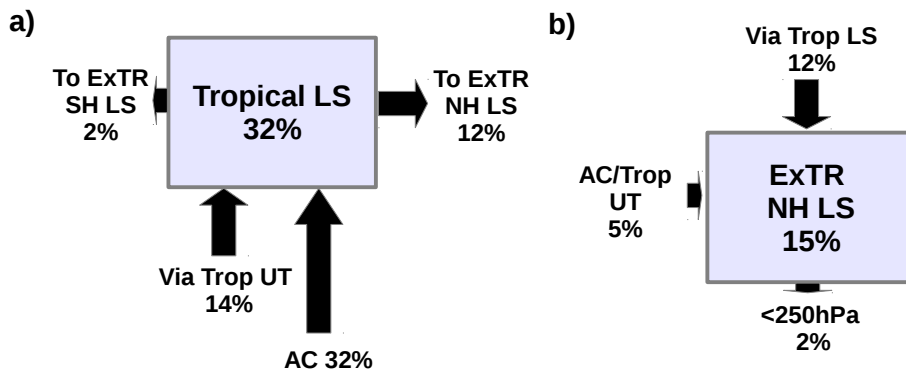 a)
To ExTR
SH LS
2%
Tropical LS
32%
To ExTR
NH LS
12%
Via Trop UT
14%
AC 32%
b)
Via Trop LS
12%
AC/Trop
UT
5%
ExTR
NH LS
15%
<250hPa
2%